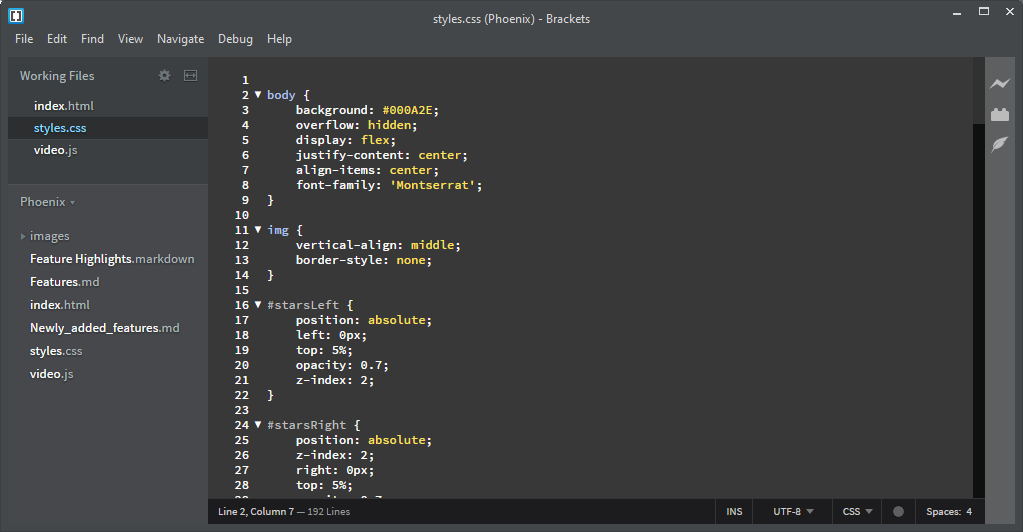 styles.css (Phoenix) - Brackets
File Edit Find View Navigate Debug Help
Working Files
index.html
styles.css
video.js
Phoenix
images
Feature Highlights.markdown
Features.md
index.html
Newly_added_features.md
styles.css
video.js
1
2 body {
3 background: #000A2E;
4 overflow: hidden;
5 display: flex;
6 justify-content: center;
7 align-items: center;
8 font-family: 'Montserrat';
9 }
10
11 img {
12 vertical-align: middle;
13 border-style: none;
14 }
15
16 #starsLeft {
17 position: absolute;
18 left: 0px;
19 top: 5%;
20 opacity: 0.7;
21 z-index: 2;
22 }
23
24 #starsRight {
25 position: absolute;
26 z-index: 2;
27 right: 0px;
28 top: 5%;
Line 2, Column 7 — 192 Lines INS UTF-8 CSS Spaces: 4